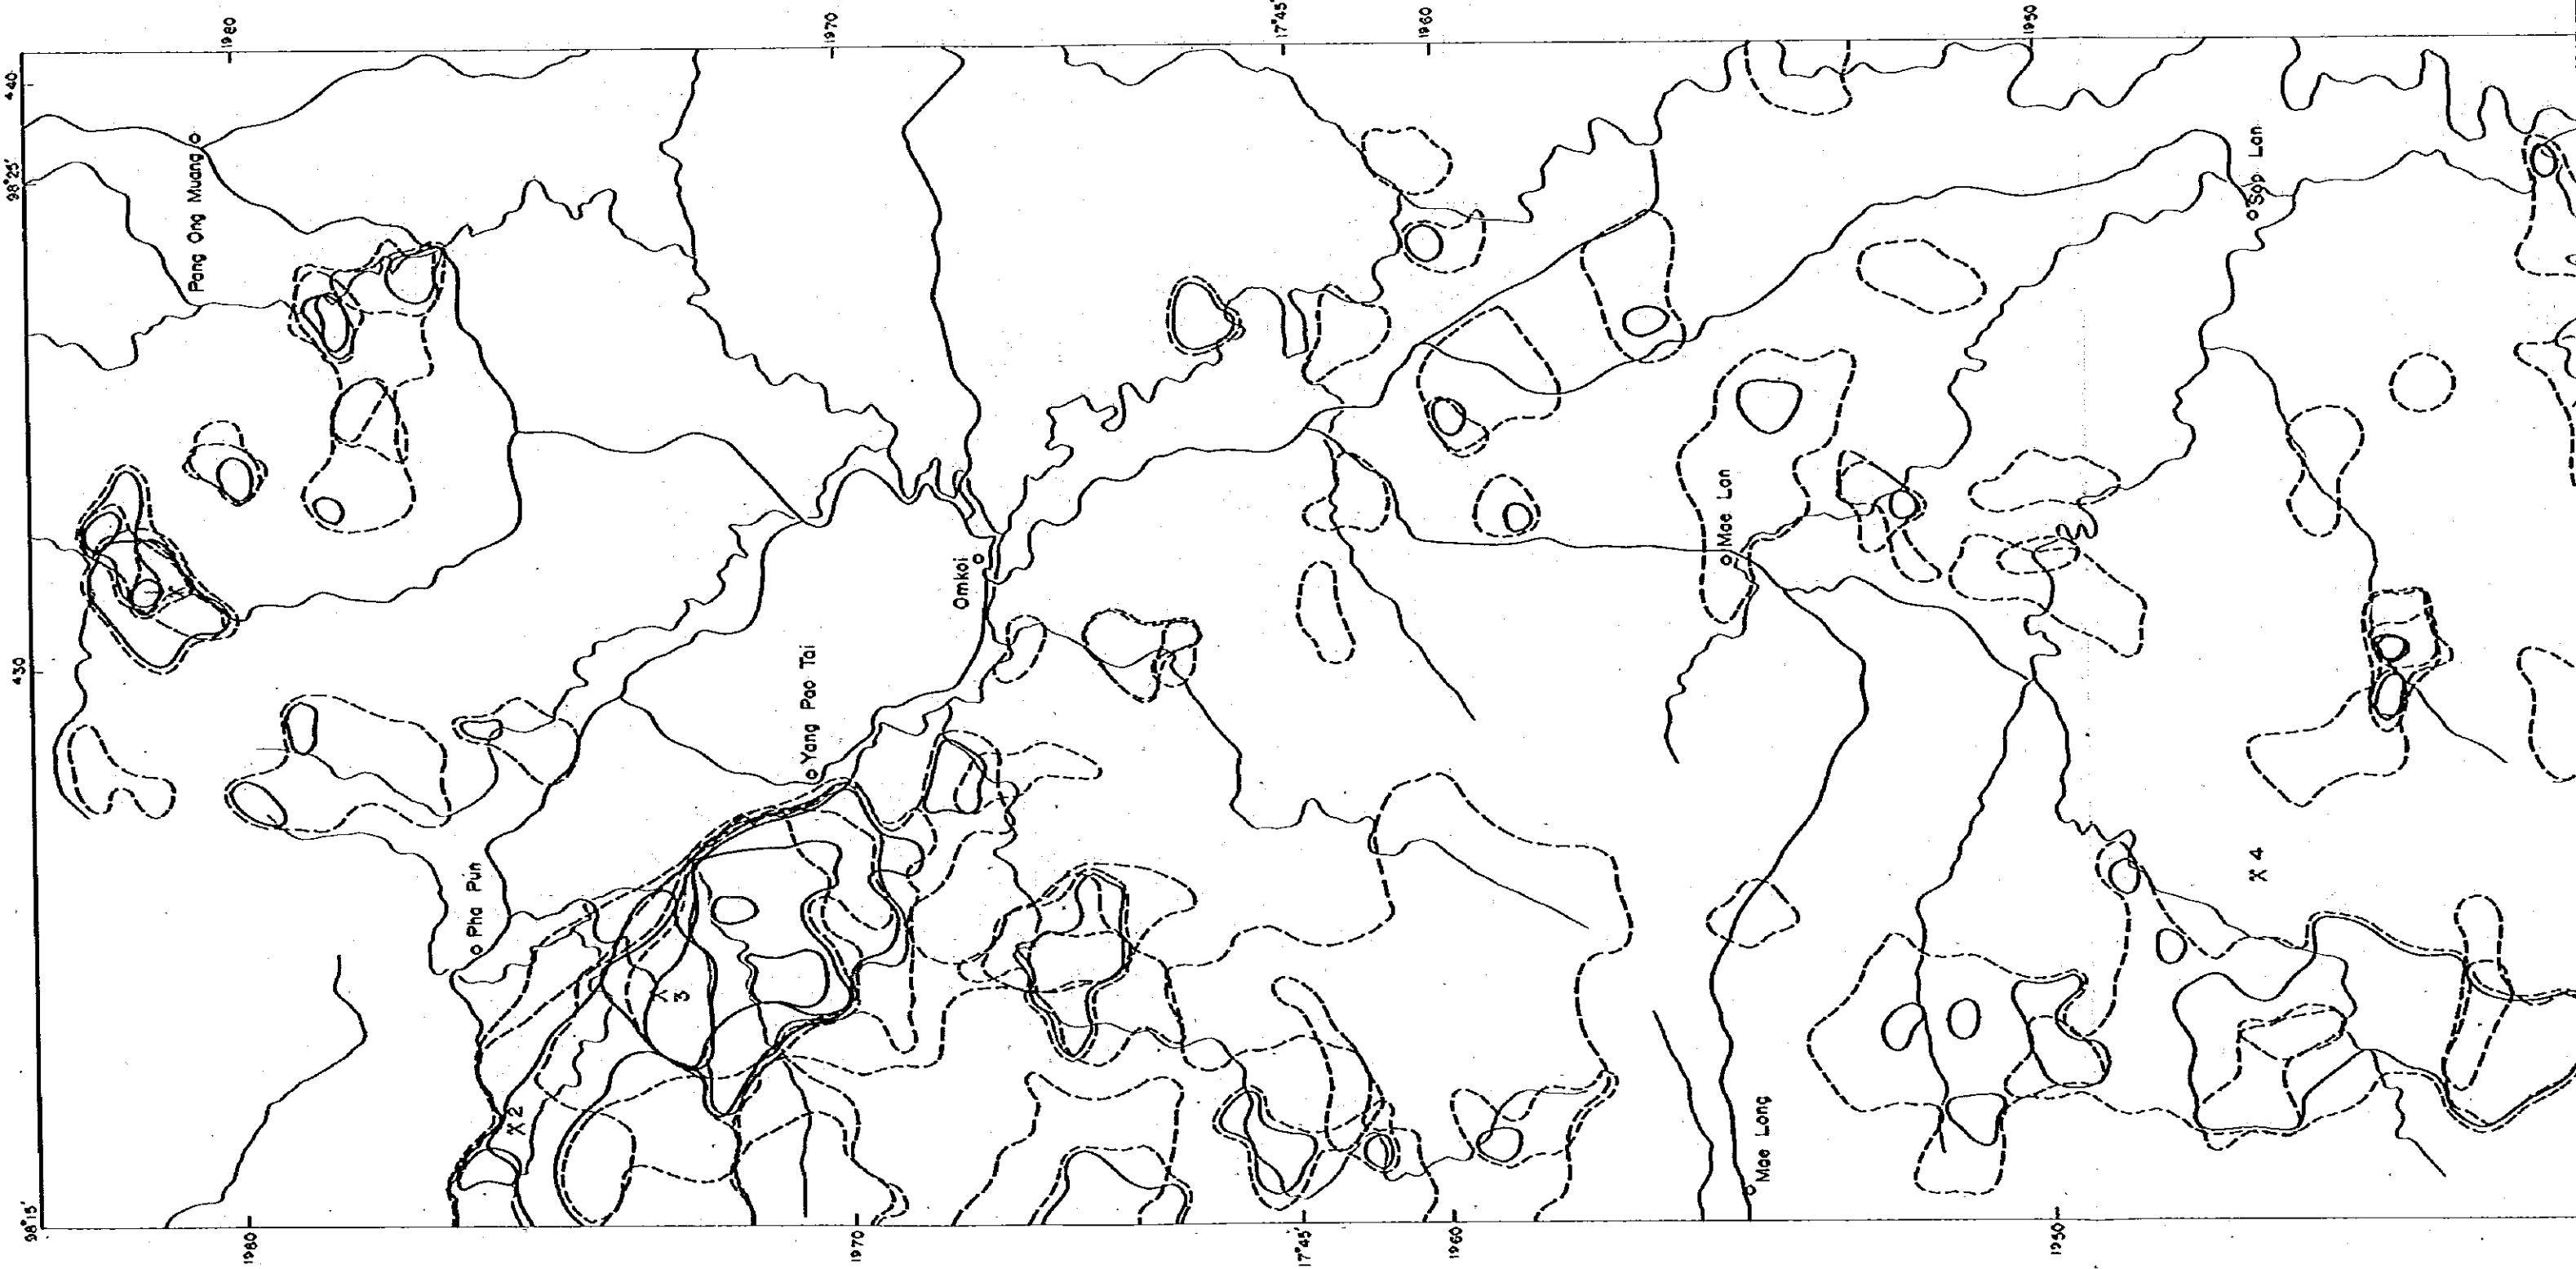 98°15'
430
98°25'
440
1980
1980
Pang Ong Muang
Pha Pun
X 2
X
3
Yang Pao Tai
1970
1970
Omkoi
17°45'
17°45'
1960
1960
Mae Lan
Mae Long
1950
1950
Sop Lan
X 4
X